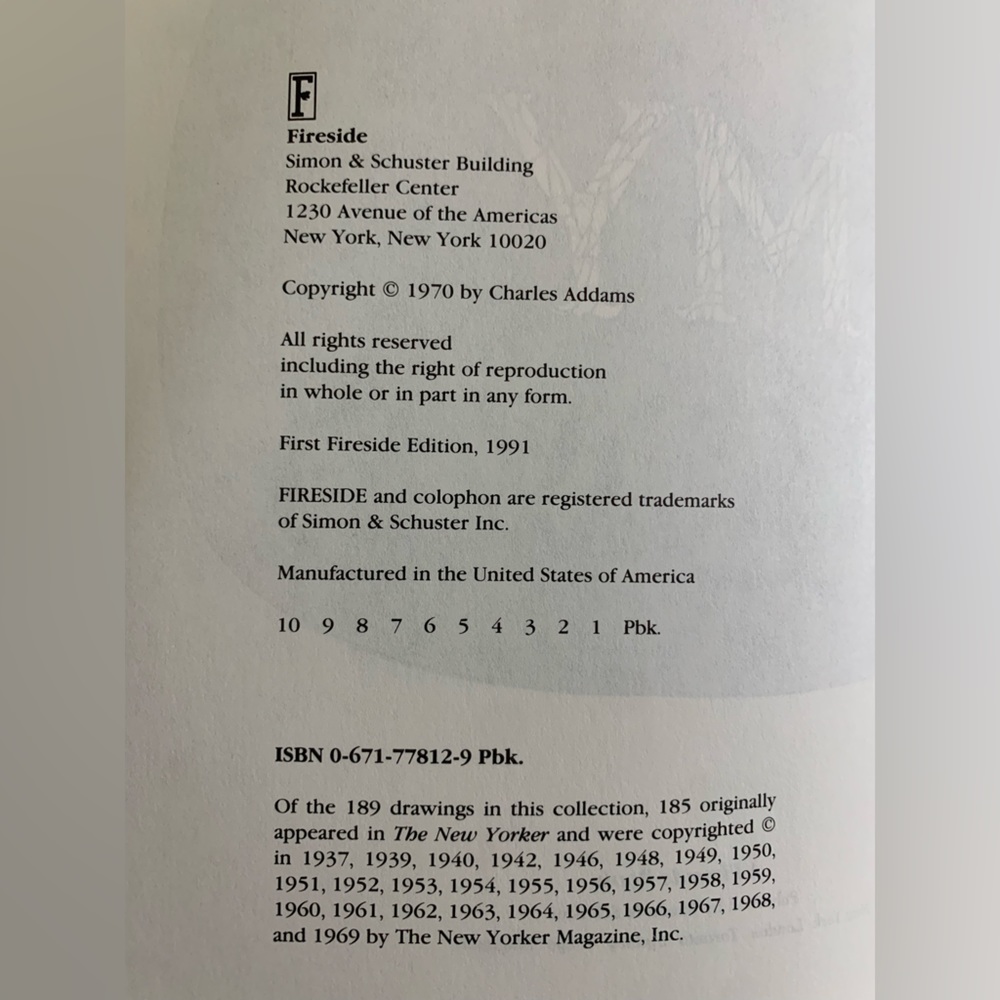 F
Fireside
Simon & Schuster Building
Rockefeller Center
1230 Avenue of the Americas
New York, New York 10020
Copyright © 1970 by Charles Addams
All rights reserved
including the right of reproduction
in whole or in part in any form.
First Fireside Edition, 1991
FIRESIDE and colophon are registered trademarks
of Simon & Schuster Inc.
Manufactured in the United States of America
10 9 8 7 6 5 4 3 2 1 Pbk.
ISBN 0-671-77812-9 Pbk.
Of the 189 drawings in this collection, 185 originally
appeared in The New Yorker and were copyrighted ©
in 1937, 1939, 1940, 1942, 1946, 1948, 1949, 1950,
1951, 1952, 1953, 1954, 1955, 1956, 1957, 1958, 1959,
1960, 1961, 1962, 1963, 1964, 1965, 1966, 1967, 1968,
and 1969 by The New Yorker Magazine, Inc.